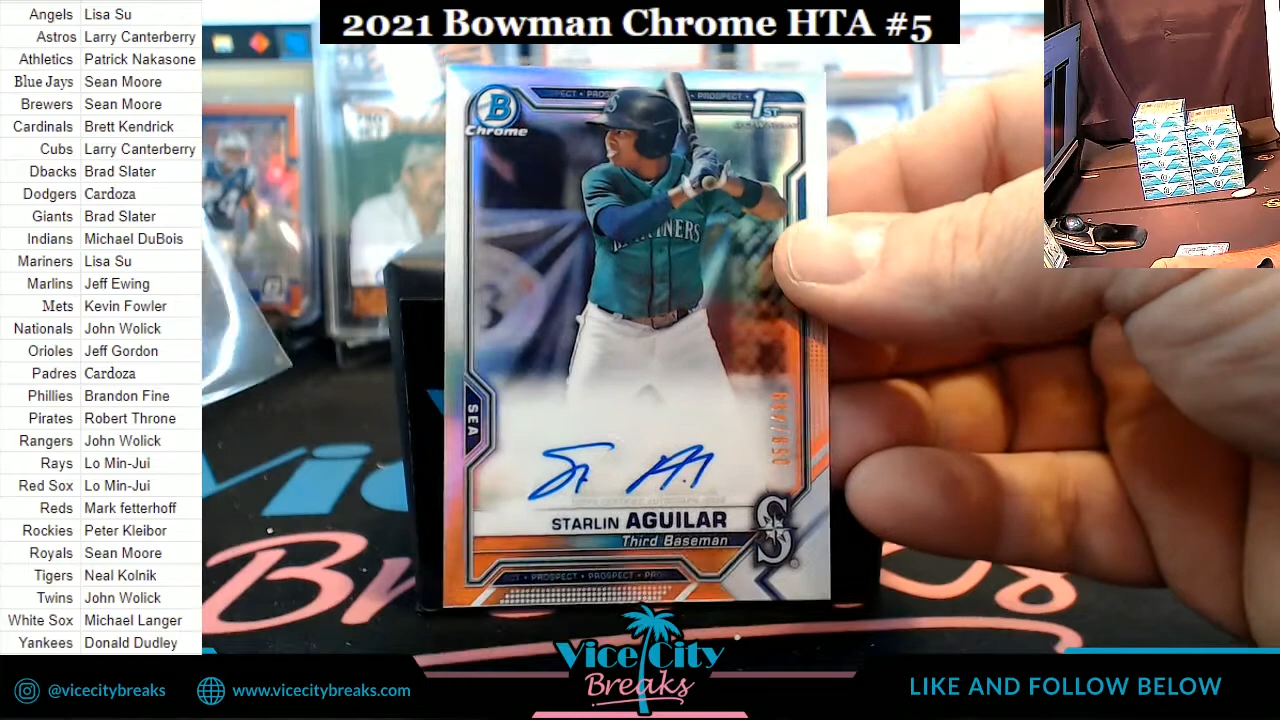 2021 Bowman Chrome HTA #5
Angels Lisa Su
Astros Larry Canterberry
Athletics Patrick Nakasone
Blue Jays Sean Moore
Brewers Sean Moore
Cardinals Brett Kendrick
Cubs Larry Canterberry
Dbacks Brad Slater
Dodgers Cardoza
Giants Brad Slater
Indians Michael DuBois
Mariners Lisa Su
Marlins Jeff Ewing
Mets Kevin Fowler
Nationals John Wolick
Orioles Jeff Gordon
Padres Cardoza
Phillies Brandon Fine
Pirates Robert Throne
Rangers John Wolick
Rays Lo Min-Jui
Red Sox Lo Min-Jui
Reds Mark fetterhoff
Rockies Peter Kleibor
Royals Sean Moore
Tigers Neal Kolnik
Twins John Wolick
White Sox Michael Langer
Yankees Donald Dudley
B
Chrome
PROSPECT
1ST
MARINERS
SEA
STARLIN AGUILAR
Third Baseman
S
PROSPECT • PROSPECT
Vice City
Breaks
@vicecitybreaks
www.vicecitybreaks.com
LIKE AND FOLLOW BELOW